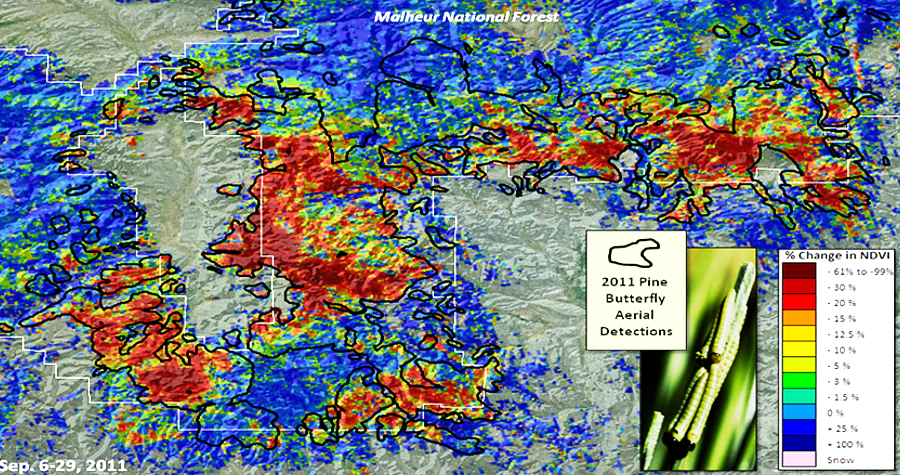 Malheur National Forest
2011 Pine
Butterfly
Aerial
Detections
% Change in NDVI
- 61% to -99%
- 30 %
- 20 %
- 15 %
- 12.5 %
- 10 %
- 5 %
- 3 %
- 1.5 %
0 %
+ 25 %
+ 100 %
Snow
Sep. 6-29, 2011